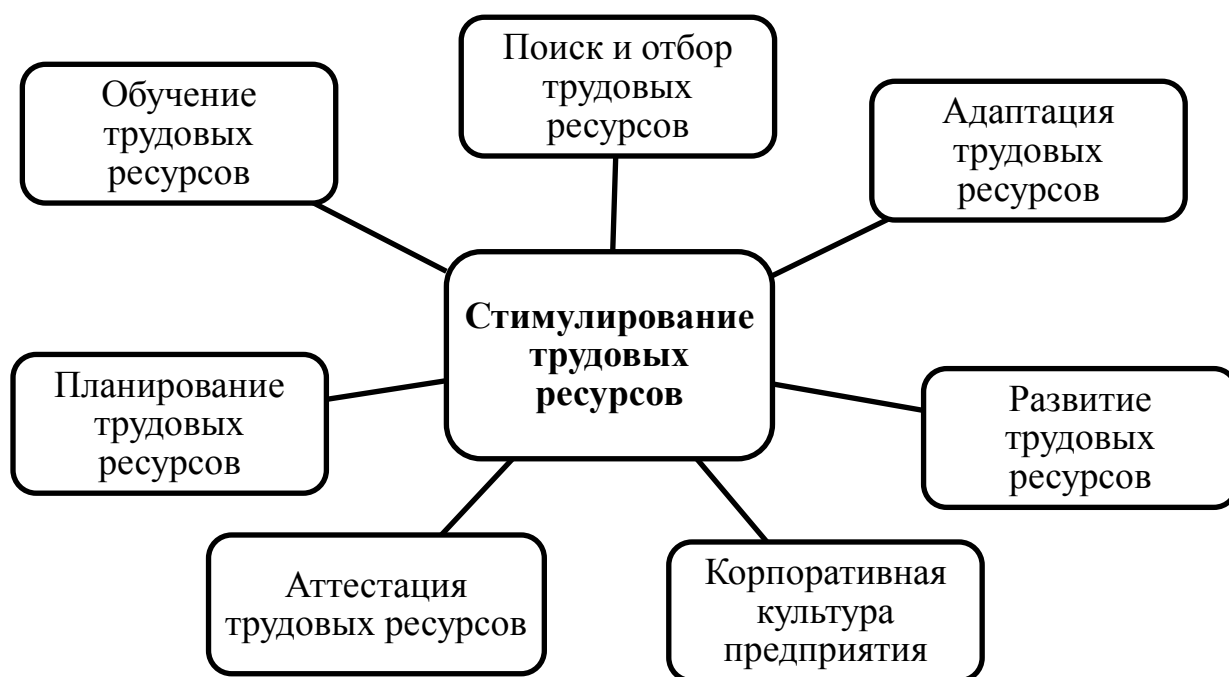 Поиск и отбор
трудовых
ресурсов
Обучение
трудовых
ресурсов
Адаптация
трудовых
ресурсов
Стимулирование
трудовых
ресурсов
Планирование
трудовых
ресурсов
Развитие
трудовых
ресурсов
Аттестация
трудовых ресурсов
Корпоративная
культура
предприятия